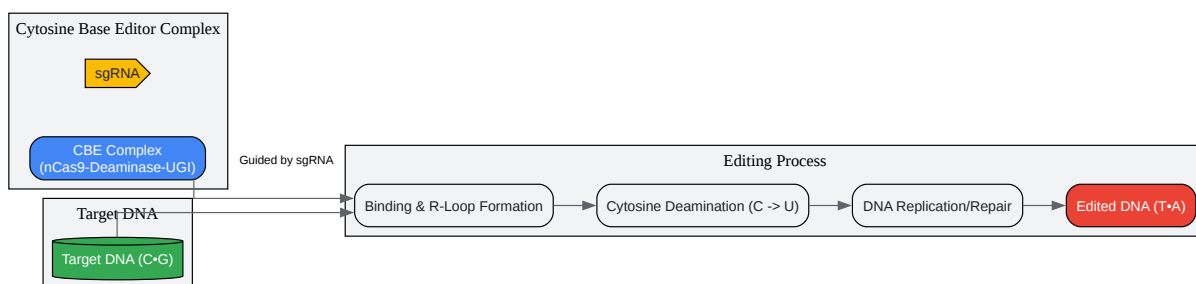 Cytosine Base Editor Complex
sgRNA
CBE Complex
(nCas9-Deaminase-UGI)
Guided by sgRNA
Target DNA
Target DNA (C•G)
Editing Process
Binding & R-Loop Formation
Cytosine Deamination (C -> U)
DNA Replication/Repair
Edited DNA (T•A)